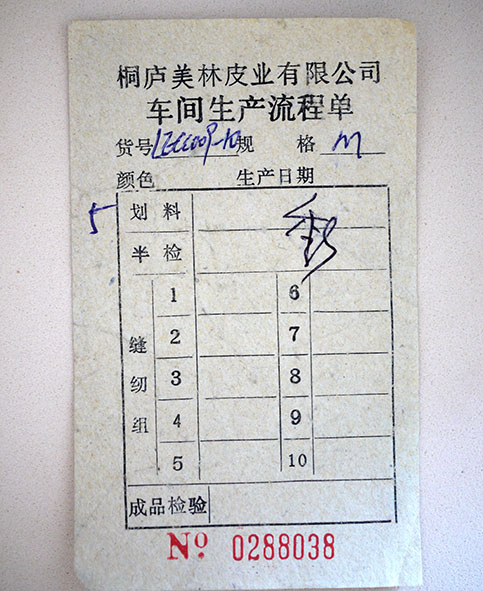 桐庐美林皮业有限公司
车间生产流程单
货号 规 格 M
颜色 生产日期
5 划 料
半 检
缝纫组
1 6
2 7
3 8
4 9
5 10
成品检验
№ 0288038